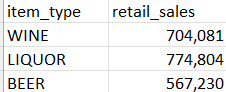 item_type retail_sales
WINE 704,081
LIQUOR 774,804
BEER 567,230